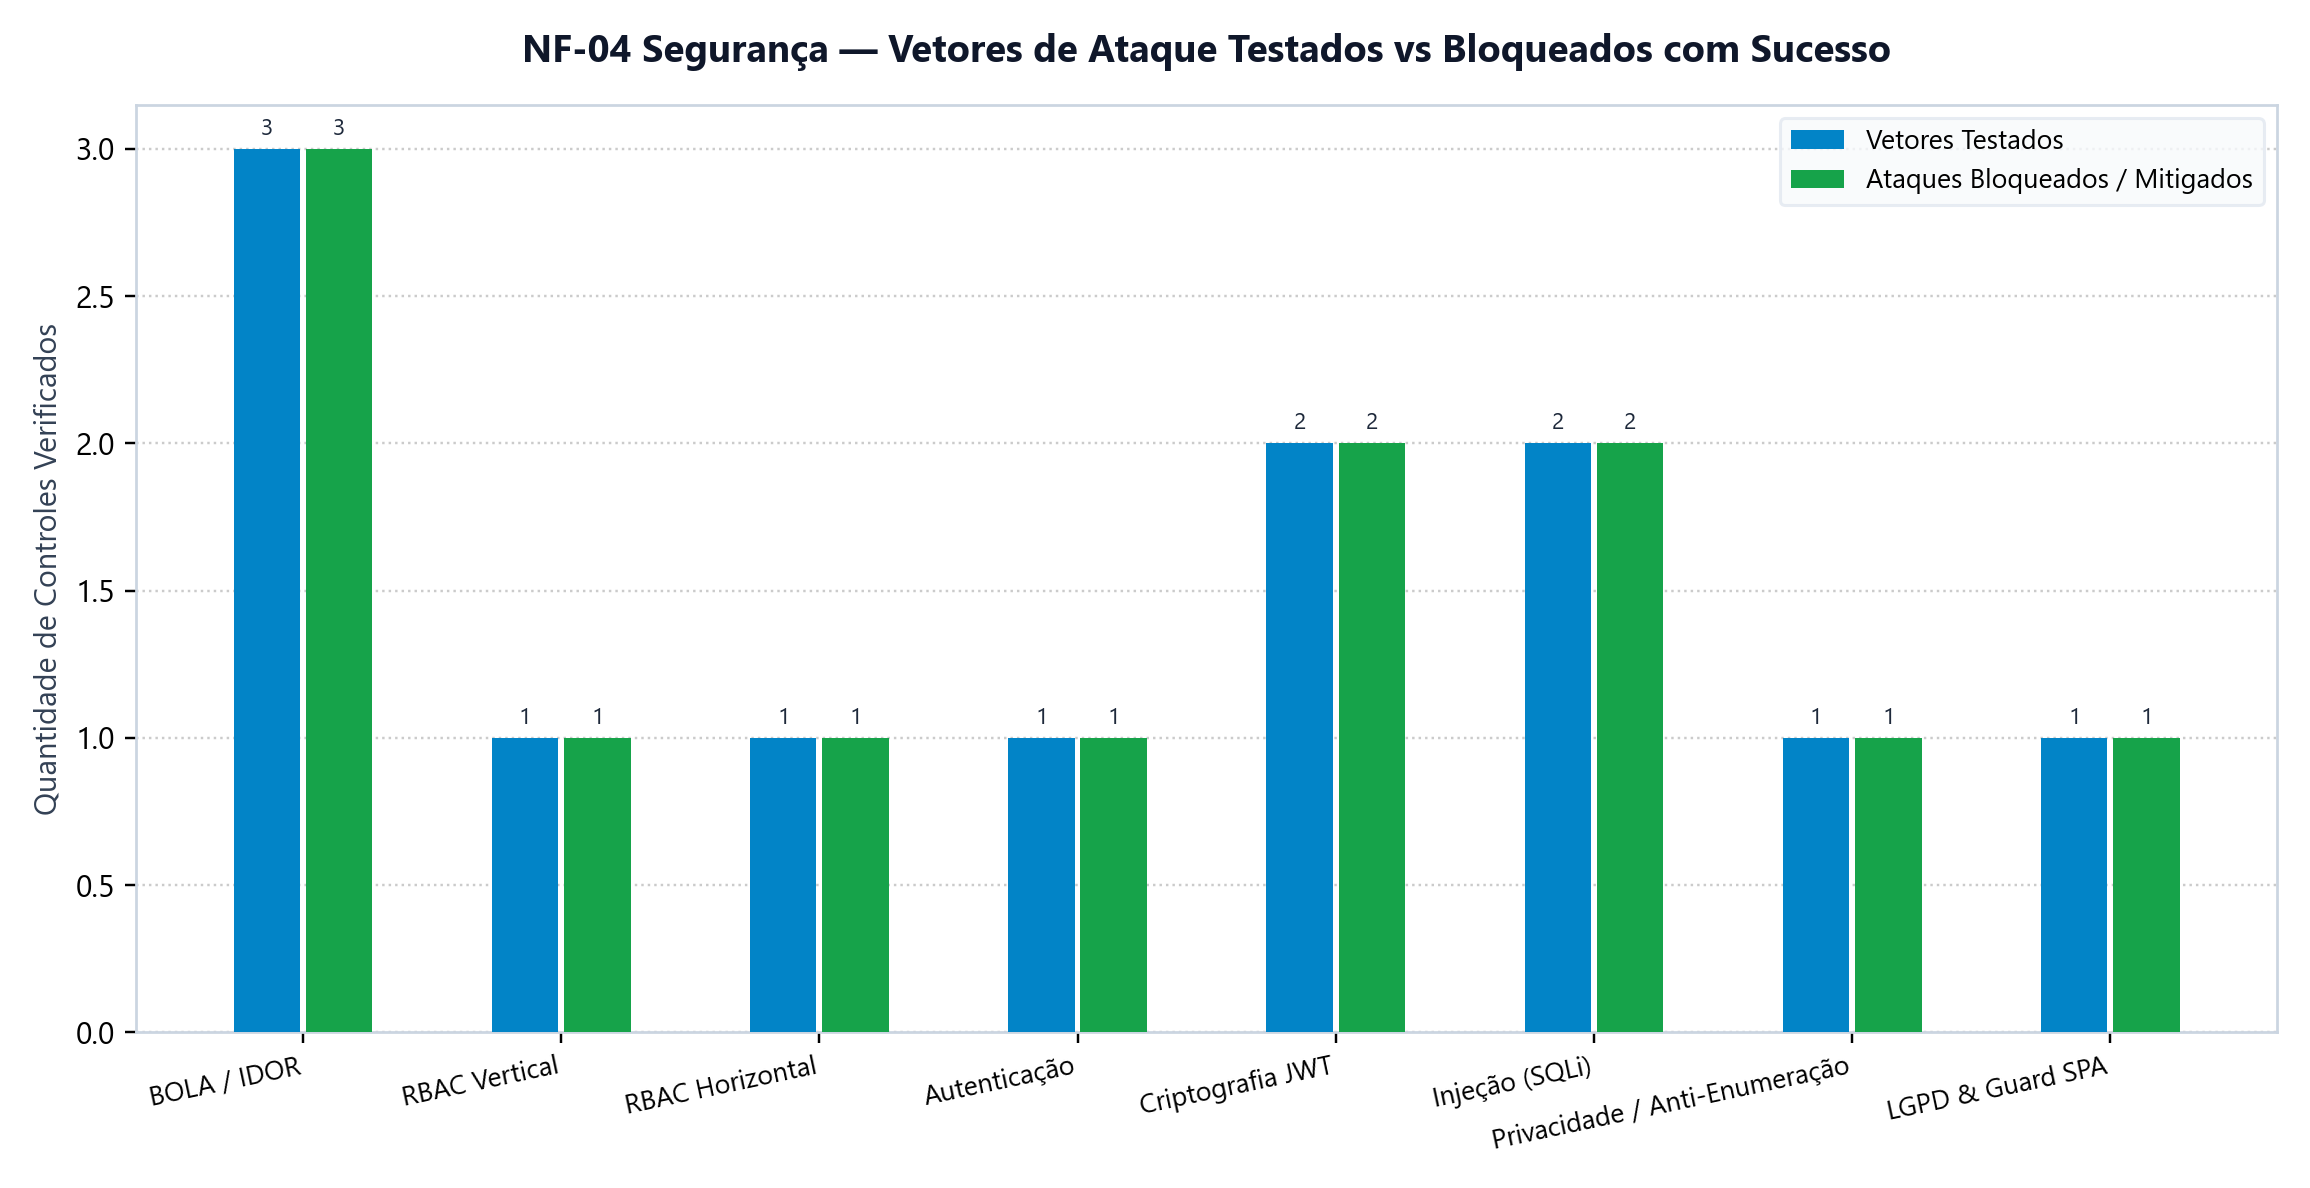 NF-04 Segurança — Vetores de Ataque Testados vs Bloqueados com Sucesso
Vetores Testados
Ataques Bloqueados / Mitigados
Quantidade de Controles Verificados
3.0
2.5
2.0
1.5
1.0
0.5
0.0
3 3
1 1
1 1
1 1
2 2
2 2
1 1
1 1
BOLA / IDOR
RBAC Vertical
RBAC Horizontal
Autenticação
Criptografia JWT
Injeção (SQLi)
Privacidade / Anti-Enumeração
LGPD & Guard SPA